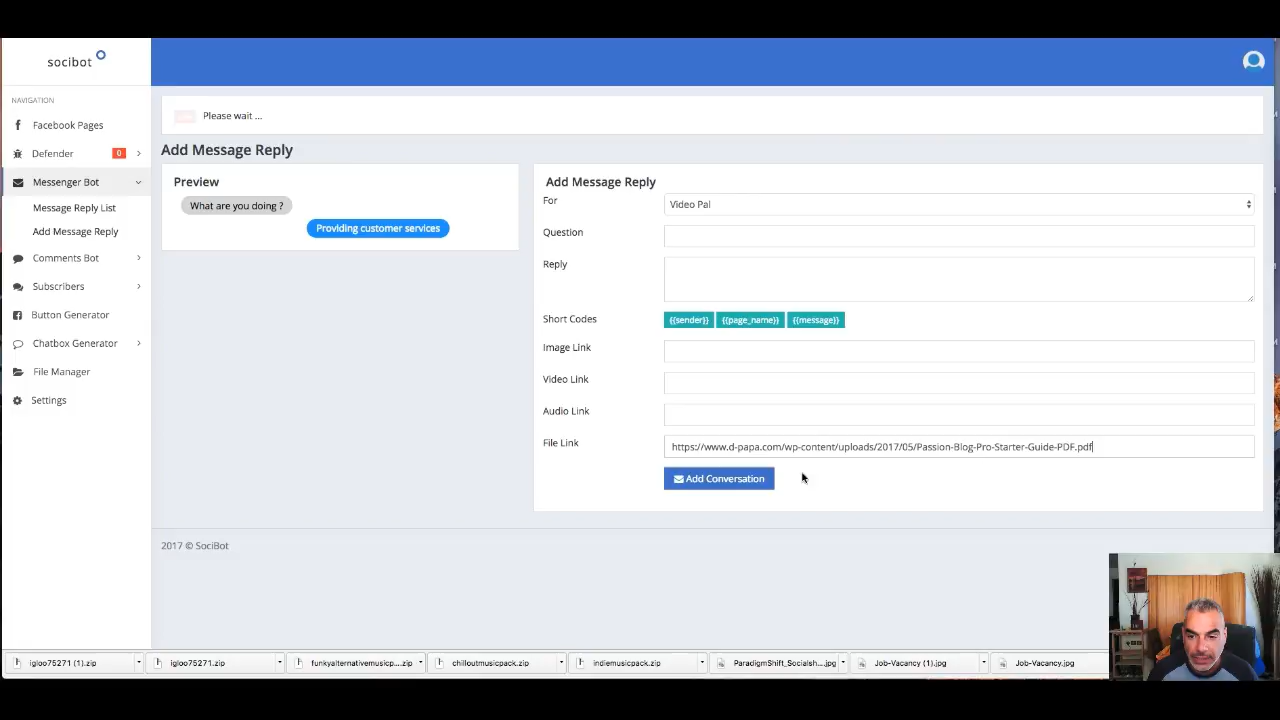 socibot
NAVIGATION
Facebook Pages
Defender 0
Messenger Bot
Message Reply List
Add Message Reply
Comments Bot
Subscribers
Button Generator
Chatbox Generator
File Manager
Settings
Please wait ...
Add Message Reply
Preview
What are you doing ?
Providing customer services
Add Message Reply
For Video Pal
Question
Reply
Short Codes {{sender}} {{page_name}} {{message}}
Image Link
Video Link
Audio Link
File Link https://www.d-papa.com/wp-content/uploads/2017/05/Passion-Blog-Pro-Starter-Guide-PDF.pdf
Add Conversation
2017 © SociBot
igloo75271 (1).zip igloo75271.zip funkyalternativemusicp....zip chilloutmusicpack.zip indiemusicpack.zip ParadigmShift_Socialsh....jpg Job-Vacancy (1).jpg Job-Vacancy.jpg